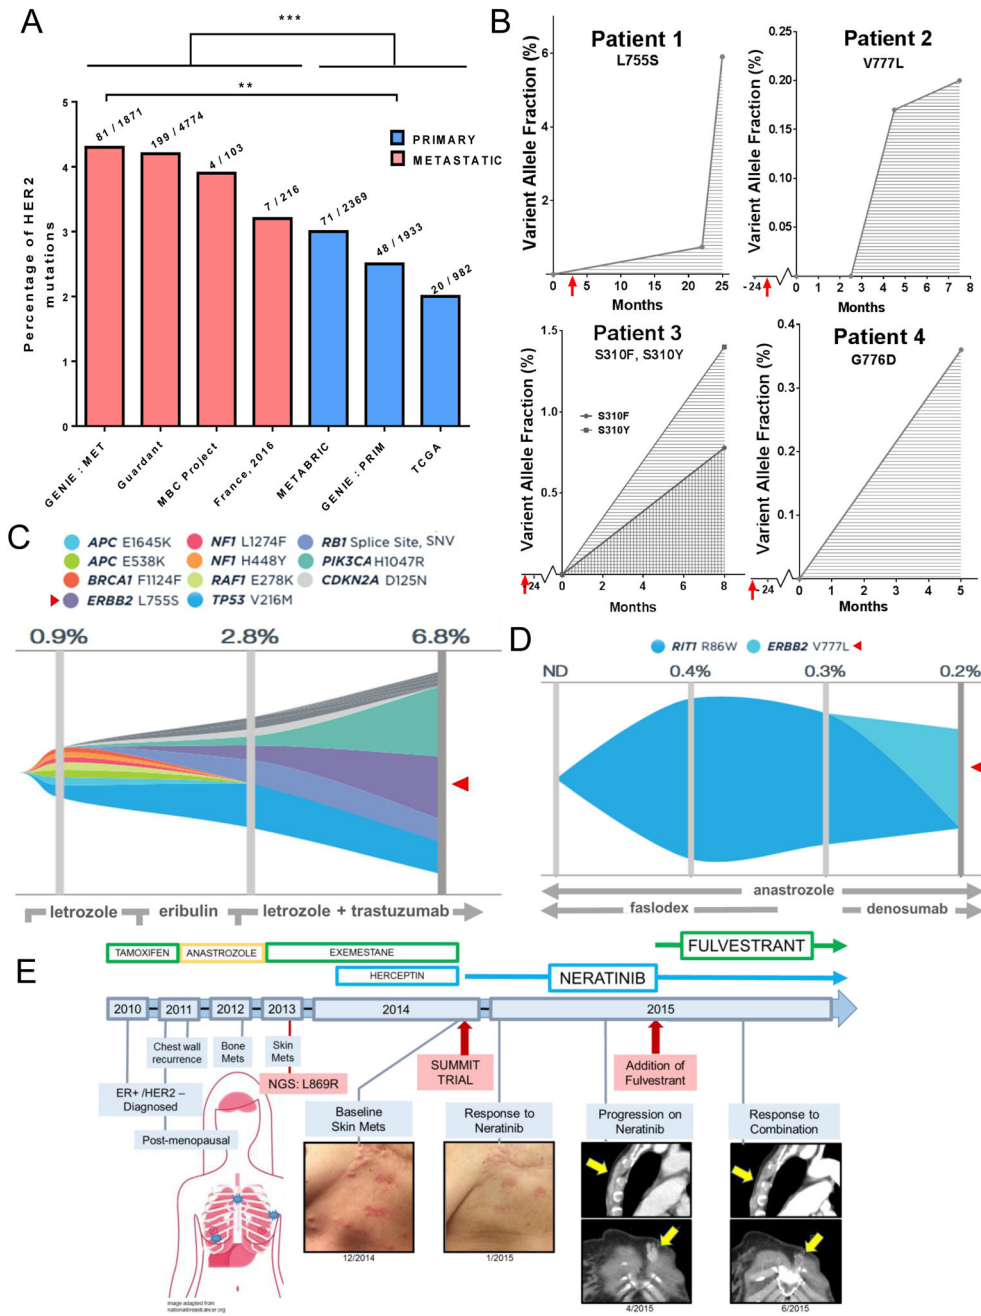 A
***
**
81 / 1871
199 / 4774
4 / 103
7 / 216
71 / 2369
48 / 1933
20 / 982
PRIMARY
METASTATIC
Percentage of HER2
mutations
5
4
3
2
1
0
GENIE : MET
Guardant
MBC Project
France, 2016
METABRIC
GENIE : PRIM
TCGA
B
Patient 1
L755S
Varient Allele Fraction (%)
6
4
2
0 5 10 15 20 25
Months
Patient 2
V777L
Varient Allele Fraction (%)
0.25
0.20
0.15
0.10
0.05
-24 0 1 2 3 4 5 6 7 8
Months
Patient 3
S310F, S310Y
Varient Allele Fraction (%)
1.5
1.0
0.5
S310F
S310Y
-24 0 2 4 6 8
Months
Patient 4
G776D
Varient Allele Fraction (%)
0.4
0.3
0.2
0.1
-24 0 1 2 3 4 5
Months
C
APC E1645K
NF1 L1274F
RB1 Splice Site, SNV
APC E538K
NF1 H448Y
PIK3CA H1047R
BRCA1 F1124F
RAF1 E278K
CDKN2A D125N
ERBB2 L755S
TP53 V216M
0.9% 2.8% 6.8%
letrozole eribulin letrozole + trastuzumab
D
RIT1 R86W ERBB2 V777L
ND 0.4% 0.3% 0.2%
anastrozole
faslodex denosumab
E
TAMOXIFEN ANASTROZOLE EXEMESTANE
FULVESTRANT
HERCEPTIN NERATINIB
2010 2011 2012 2013 2014 2015
Chest wall
recurrence
Bone
Mets
Skin
Mets
NGS: L869R
ER+ /HER2 –
Diagnosed
Post-menopausal
SUMMIT
TRIAL
Addition of
Fulvestrant
Baseline
Skin Mets
Response to
Neratinib
Progression on
Neratinib
Response to
Combination
12/2014
1/2015
4/2015
6/2015
Image adapted from
nationalbreastcancer.org